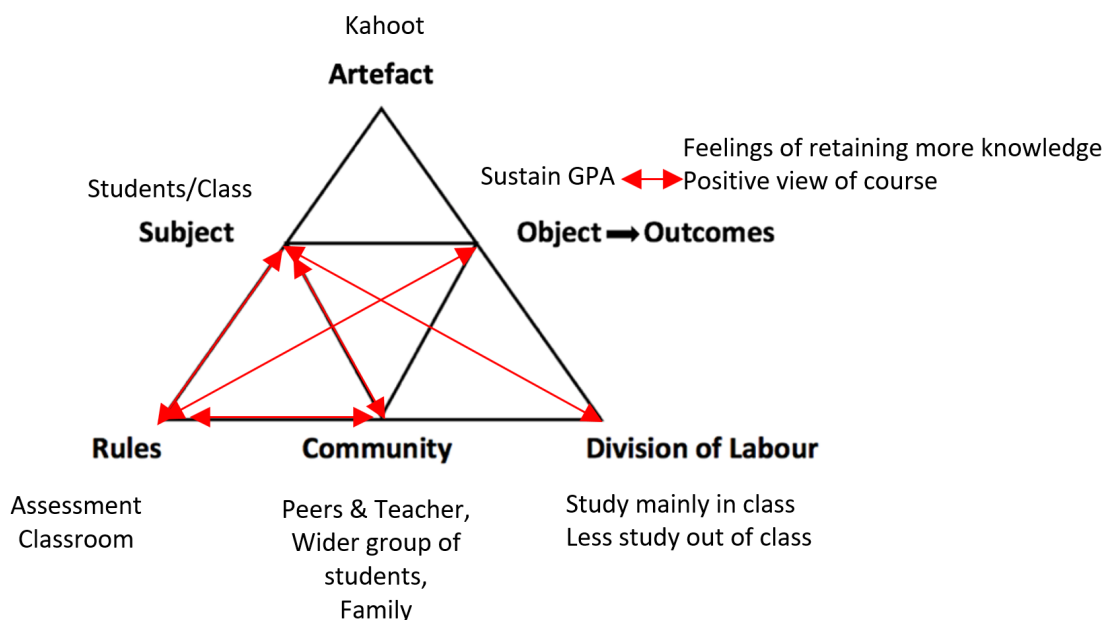 Kahoot
Artefact
Feelings of retaining more knowledge
Students/Class
Sustain GPA
Positive view of course
Subject
Object
Outcomes
Rules
Community
Division of Labour
Assessment
Classroom
Peers & Teacher,
Wider group of
students,
Family
Study mainly in class
Less study out of class